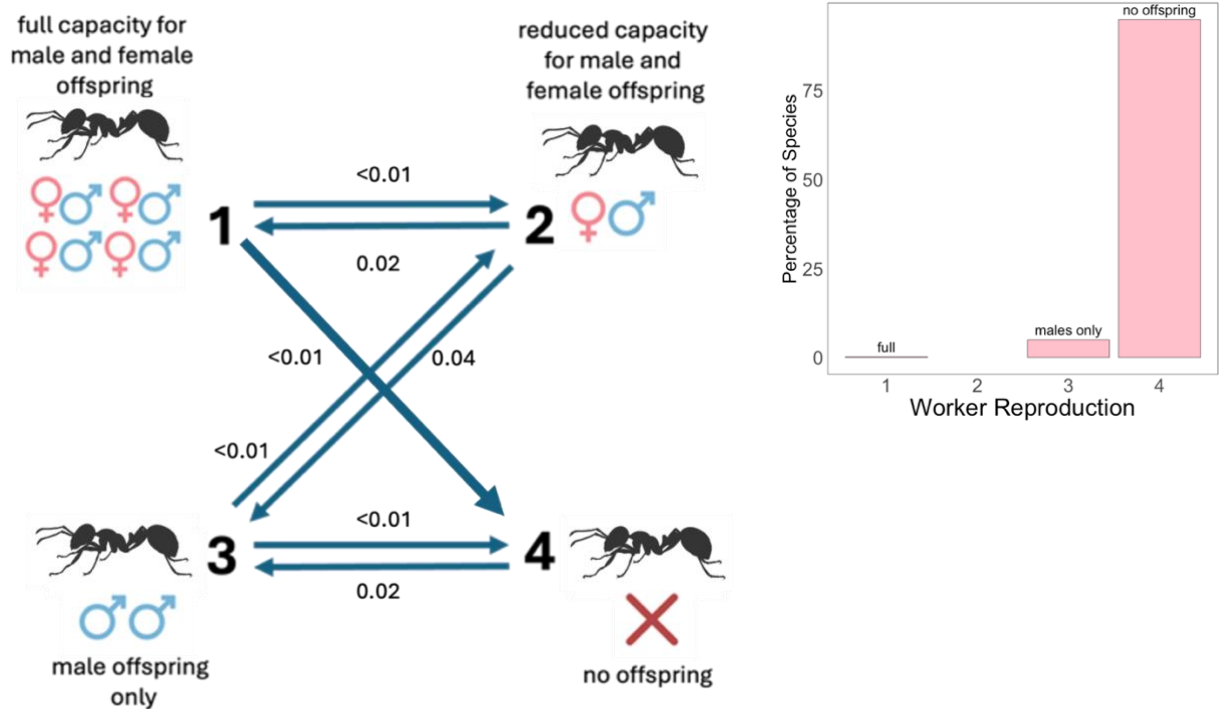 full capacity for
male and female
offspring
reduced capacity
for male and
female offspring
1
2
<0.01
0.02
<0.01
0.04
<0.01
3
4
<0.01
0.02
male offspring
only
no offspring
Percentage of Species
75
50
25
0
full
males only
no offspring
1 2 3 4
Worker Reproduction